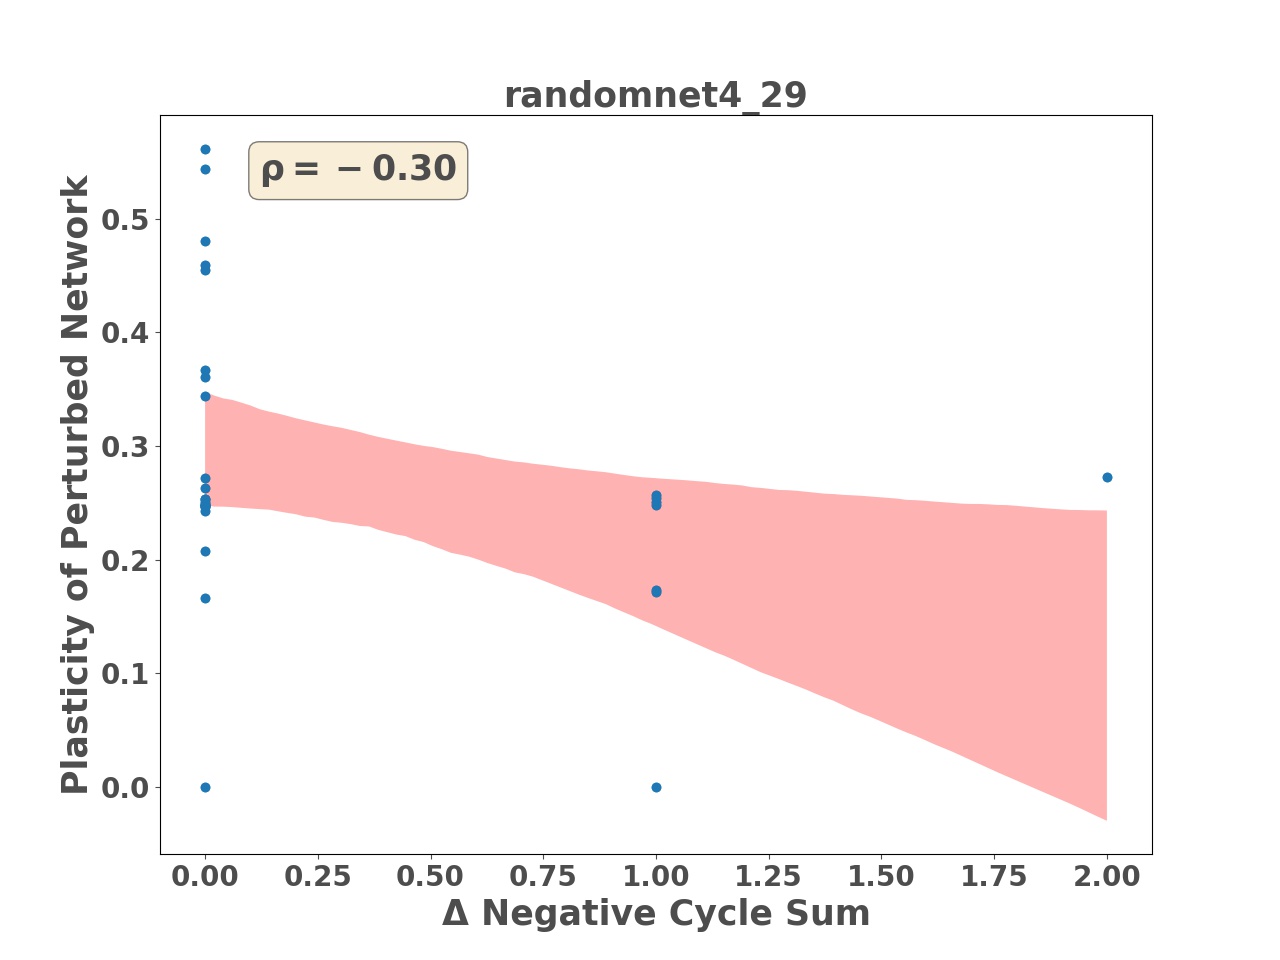 randomnet4_29
ρ = − 0.30
Plasticity of Perturbed Network
0.5
0.4
0.3
0.2
0.1
0.0
0.00 0.25 0.50 0.75 1.00 1.25 1.50 1.75 2.00
Δ Negative Cycle Sum